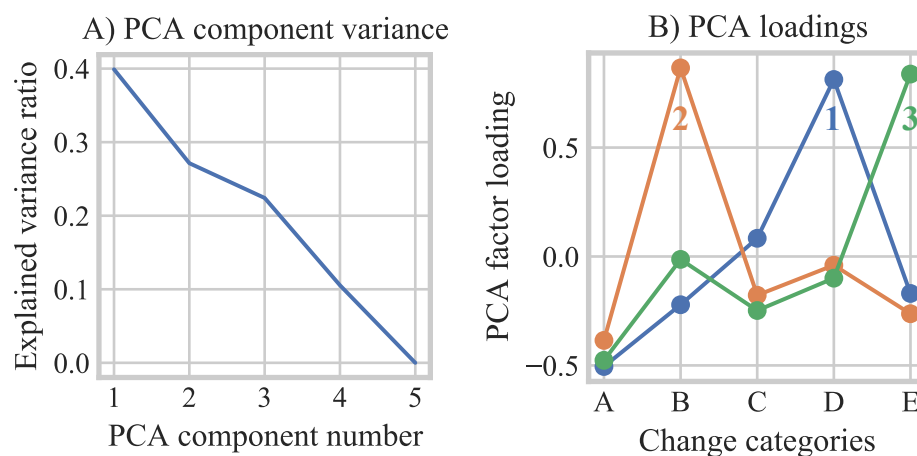 A) PCA component variance
Explained variance ratio
0.4
0.3
0.2
0.1
0.0
1 2 3 4 5
PCA component number
B) PCA loadings
PCA factor loading
0.5
0.0
−0.5
2 1 3
A B C D E
Change categories